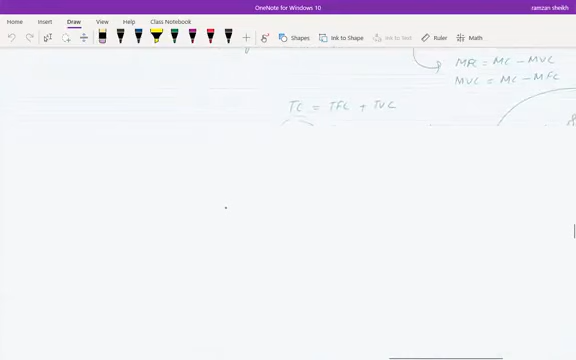 OneNote for Windows 10
ramzan sheikh
Home Insert Draw View Help Class Notebook
Shapes Ink to Shape Ink to Text Ruler Math
MFC = MC - MVC
MVC = MC - MFC
TC = TFC + TVC